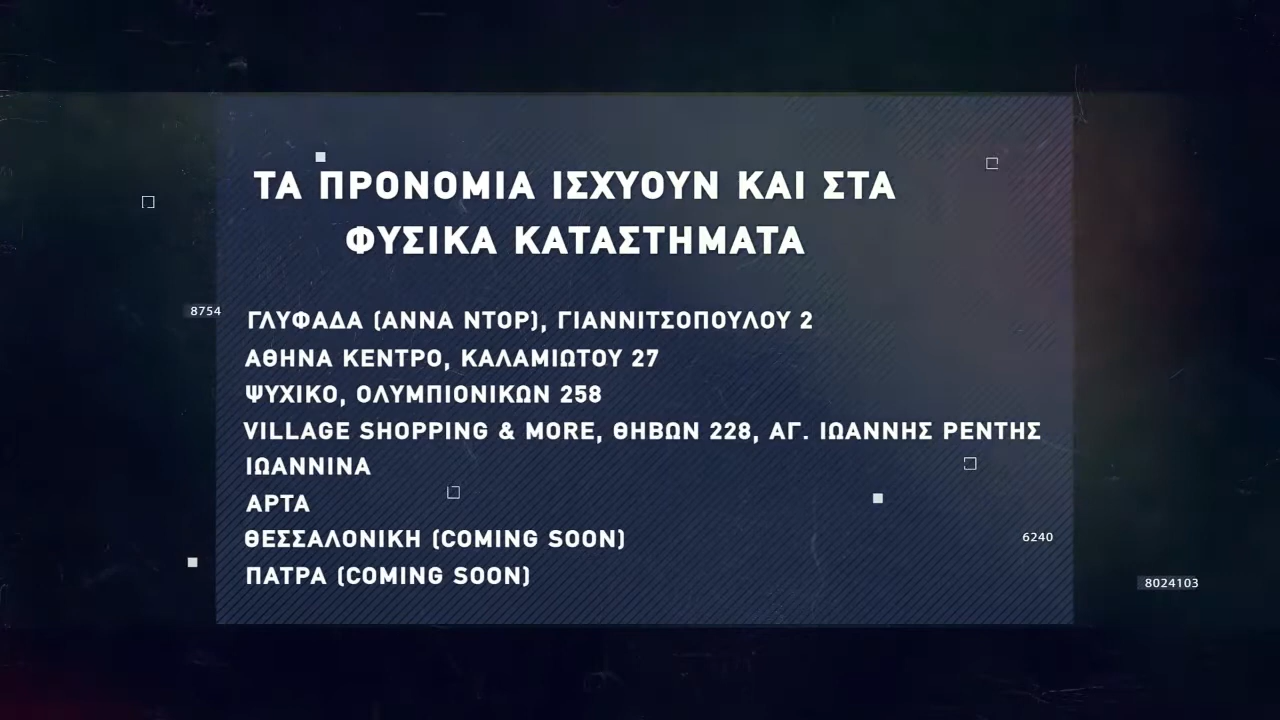 ΤΑ ΠΡΟΝΟΜΙΑ ΙΣΧΥΟΥΝ ΚΑΙ ΣΤΑ
ΦΥΣΙΚΑ ΚΑΤΑΣΤΗΜΑΤΑ
8754
ΓΛΥΦΑΔΑ (ΑΝΝΑ ΝΤΟΡ), ΓΙΑΝΝΙΤΣΟΠΟΥΛΟΥ 2
ΑΘΗΝΑ ΚΕΝΤΡΟ, ΚΑΛΑΜΙΩΤΟΥ 27
ΨΥΧΙΚΟ, ΟΛΥΜΠΙΟΝΙΚΩΝ 258
VILLAGE SHOPPING & MORE, ΘΗΒΩΝ 228, ΑΓ. ΙΩΑΝΝΗΣ ΡΕΝΤΗΣ
ΙΩΑΝΝΙΝΑ
ΑΡΤΑ
ΘΕΣΣΑΛΟΝΙΚΗ (COMING SOON)
6240
ΠΑΤΡΑ (COMING SOON)
8024103